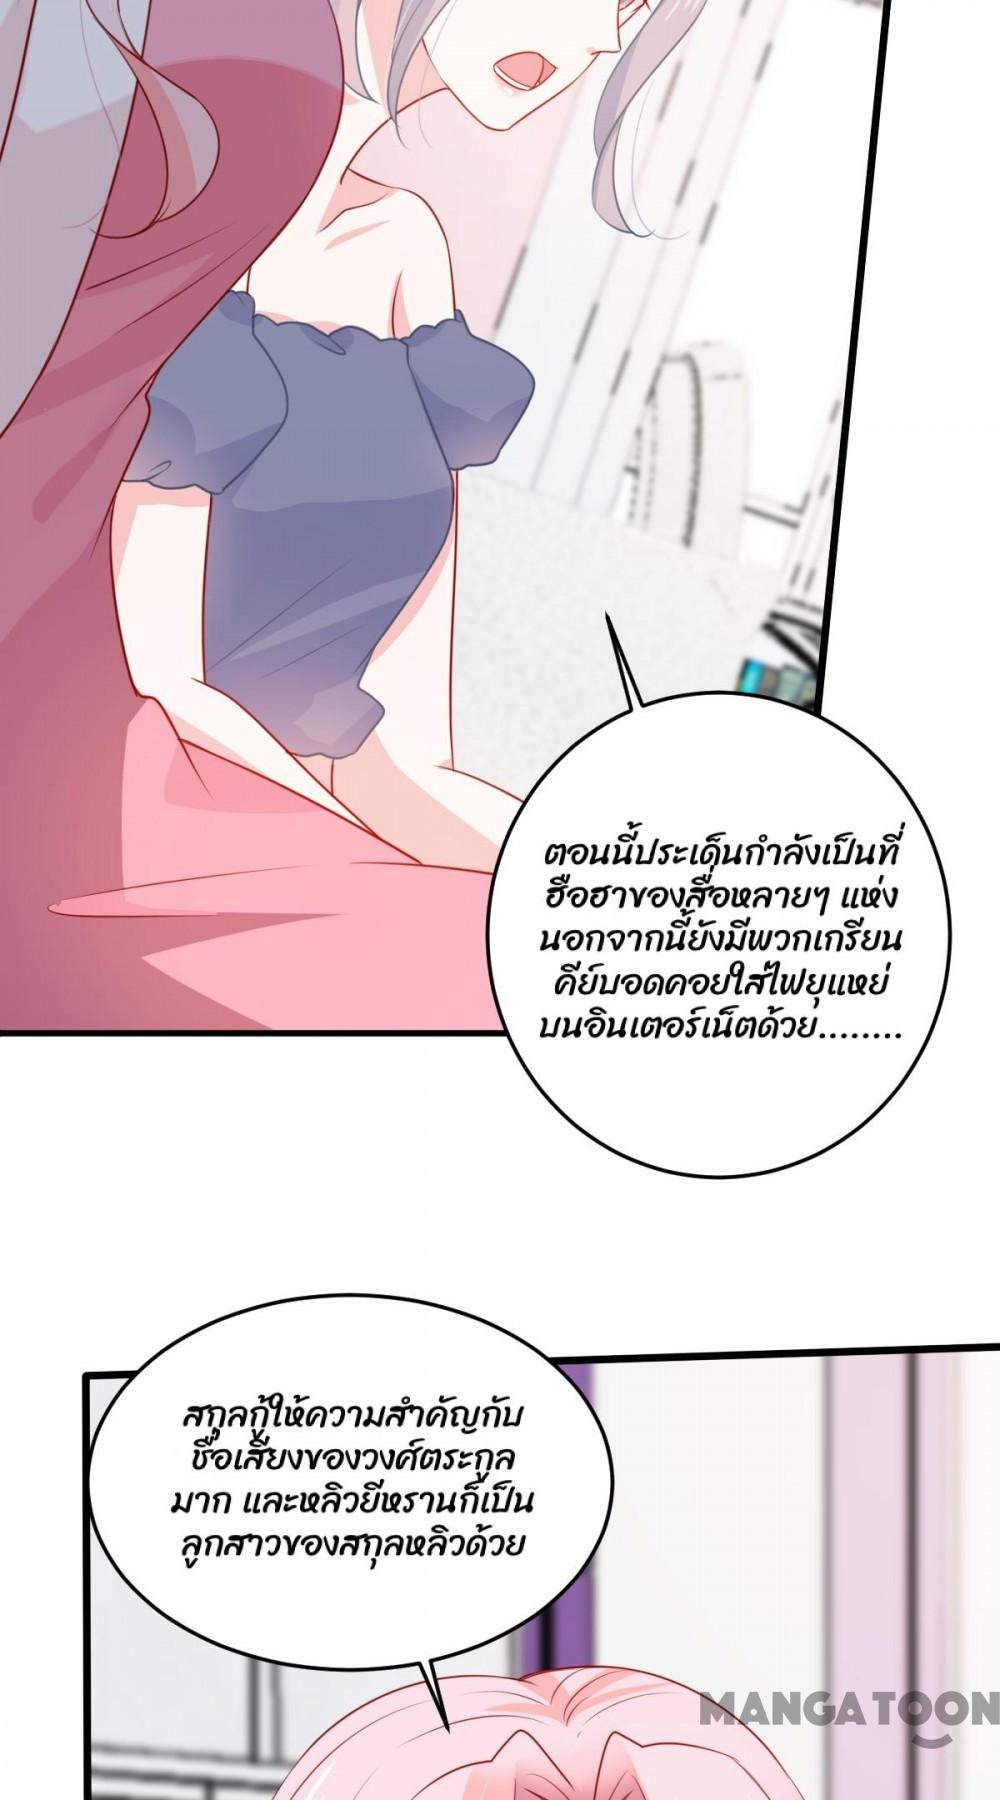 ตอนนี้ประเด็นกำลังเป็นที่
ฮือฮาของสื่อหลายๆ แห่ง
นอกจากนี้ยังมีพวกเกรียน
คีย์บอดคอยใส่ไฟยุแหย่
บนอินเตอร์เน็ตด้วย........
สกุลกู้ให้ความสำคัญกับ
ชื่อเสียงของวงศ์ตระกูล
มาก และหลิวยีหรานก็เป็น
ลูกสาวของสกุลหลิวด้วย
MANGATOON